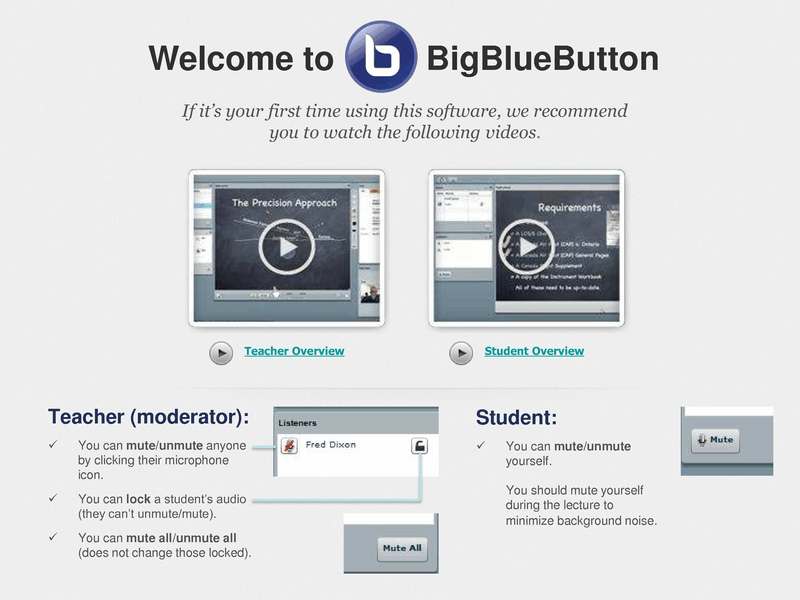 Welcome to BigBlueButton
If it's your first time using this software, we recommend
you to watch the following videos.
The Precision Approach
Requirements
A copy of the Instrument Workbook
All of these need to be up-to-date.
Teacher Overview
Student Overview
Teacher (moderator):
✓ You can mute/unmute anyone
by clicking their microphone
icon.
✓ You can lock a student's audio
(they can't unmute/mute).
✓ You can mute all/unmute all
(does not change those locked).
Listeners
Fred Dixon
Mute All
Student:
✓ You can mute/unmute
yourself.
You should mute yourself
during the lecture to
minimize background noise.
Mute